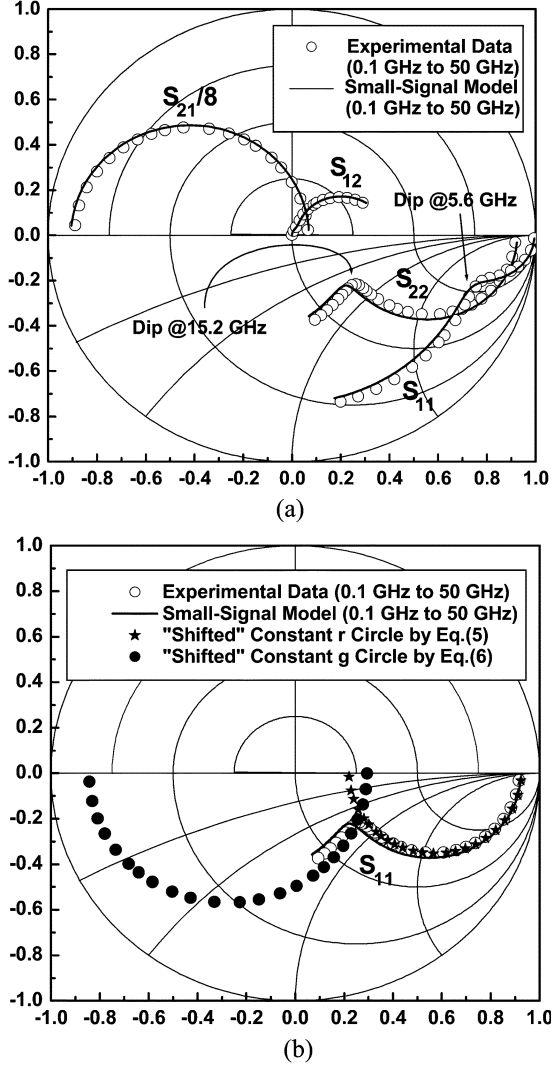 1.0
0.8
0.6
0.4
0.2
0.0
-0.2
-0.4
-0.6
-0.8
-1.0
Experimental Data
(0.1 GHz to 50 GHz)
Small-Signal Model
(0.1 GHz to 50 GHz)
S21/8
S12
Dip @5.6 GHz
S22
Dip @15.2 GHz
S11
-1.0 -0.8 -0.6 -0.4 -0.2 0.0 0.2 0.4 0.6 0.8 1.0
(a)
1.0
0.8
0.6
0.4
0.2
0.0
-0.2
-0.4
-0.6
-0.8
-1.0
Experimental Data (0.1 GHz to 50 GHz)
Small-Signal Model (0.1 GHz to 50 GHz)
"Shifted" Constant r Circle by Eq.(5)
"Shifted" Constant g Circle by Eq.(6)
S11
-1.0 -0.8 -0.6 -0.4 -0.2 0.0 0.2 0.4 0.6 0.8 1.0
(b)